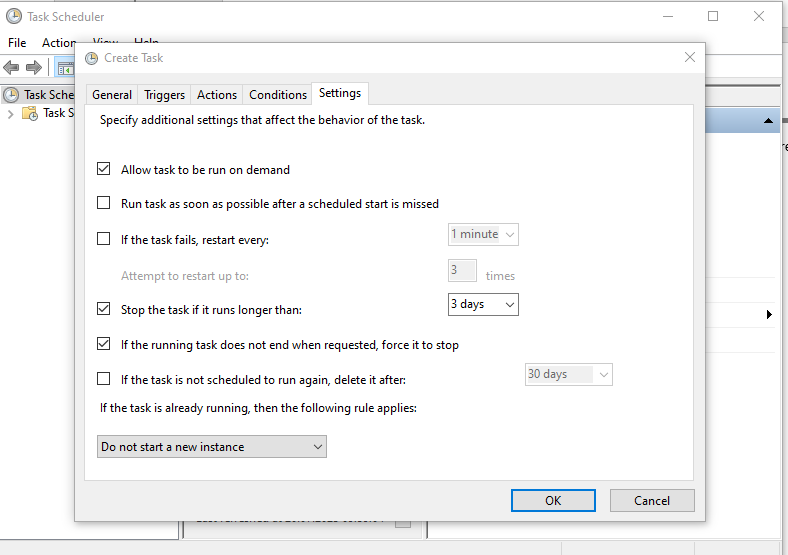 Task Scheduler
File Action View Help
Create Task
General Triggers Actions Conditions Settings
Task Sche
Task S
Specify additional settings that affect the behavior of the task.
Allow task to be run on demand
Run task as soon as possible after a scheduled start is missed
If the task fails, restart every: 1 minute
Attempt to restart up to: 3 times
Stop the task if it runs longer than: 3 days
If the running task does not end when requested, force it to stop
If the task is not scheduled to run again, delete it after: 30 days
If the task is already running, then the following rule applies:
Do not start a new instance
OK Cancel